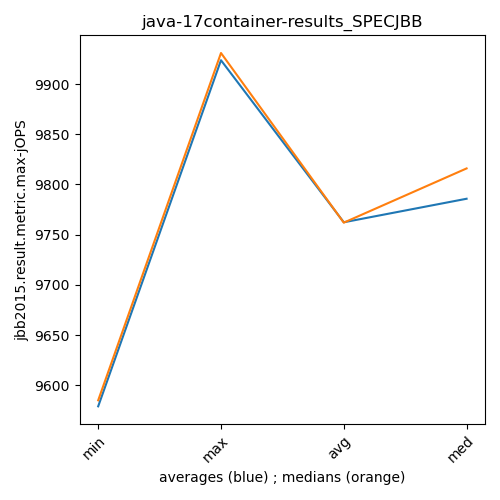 java-17container-results_SPECJBB
jbb2015.result.metric.max-jOPS
9900
9850
9800
9750
9700
9650
9600
min
max
avg
med
averages (blue) ; medians (orange)